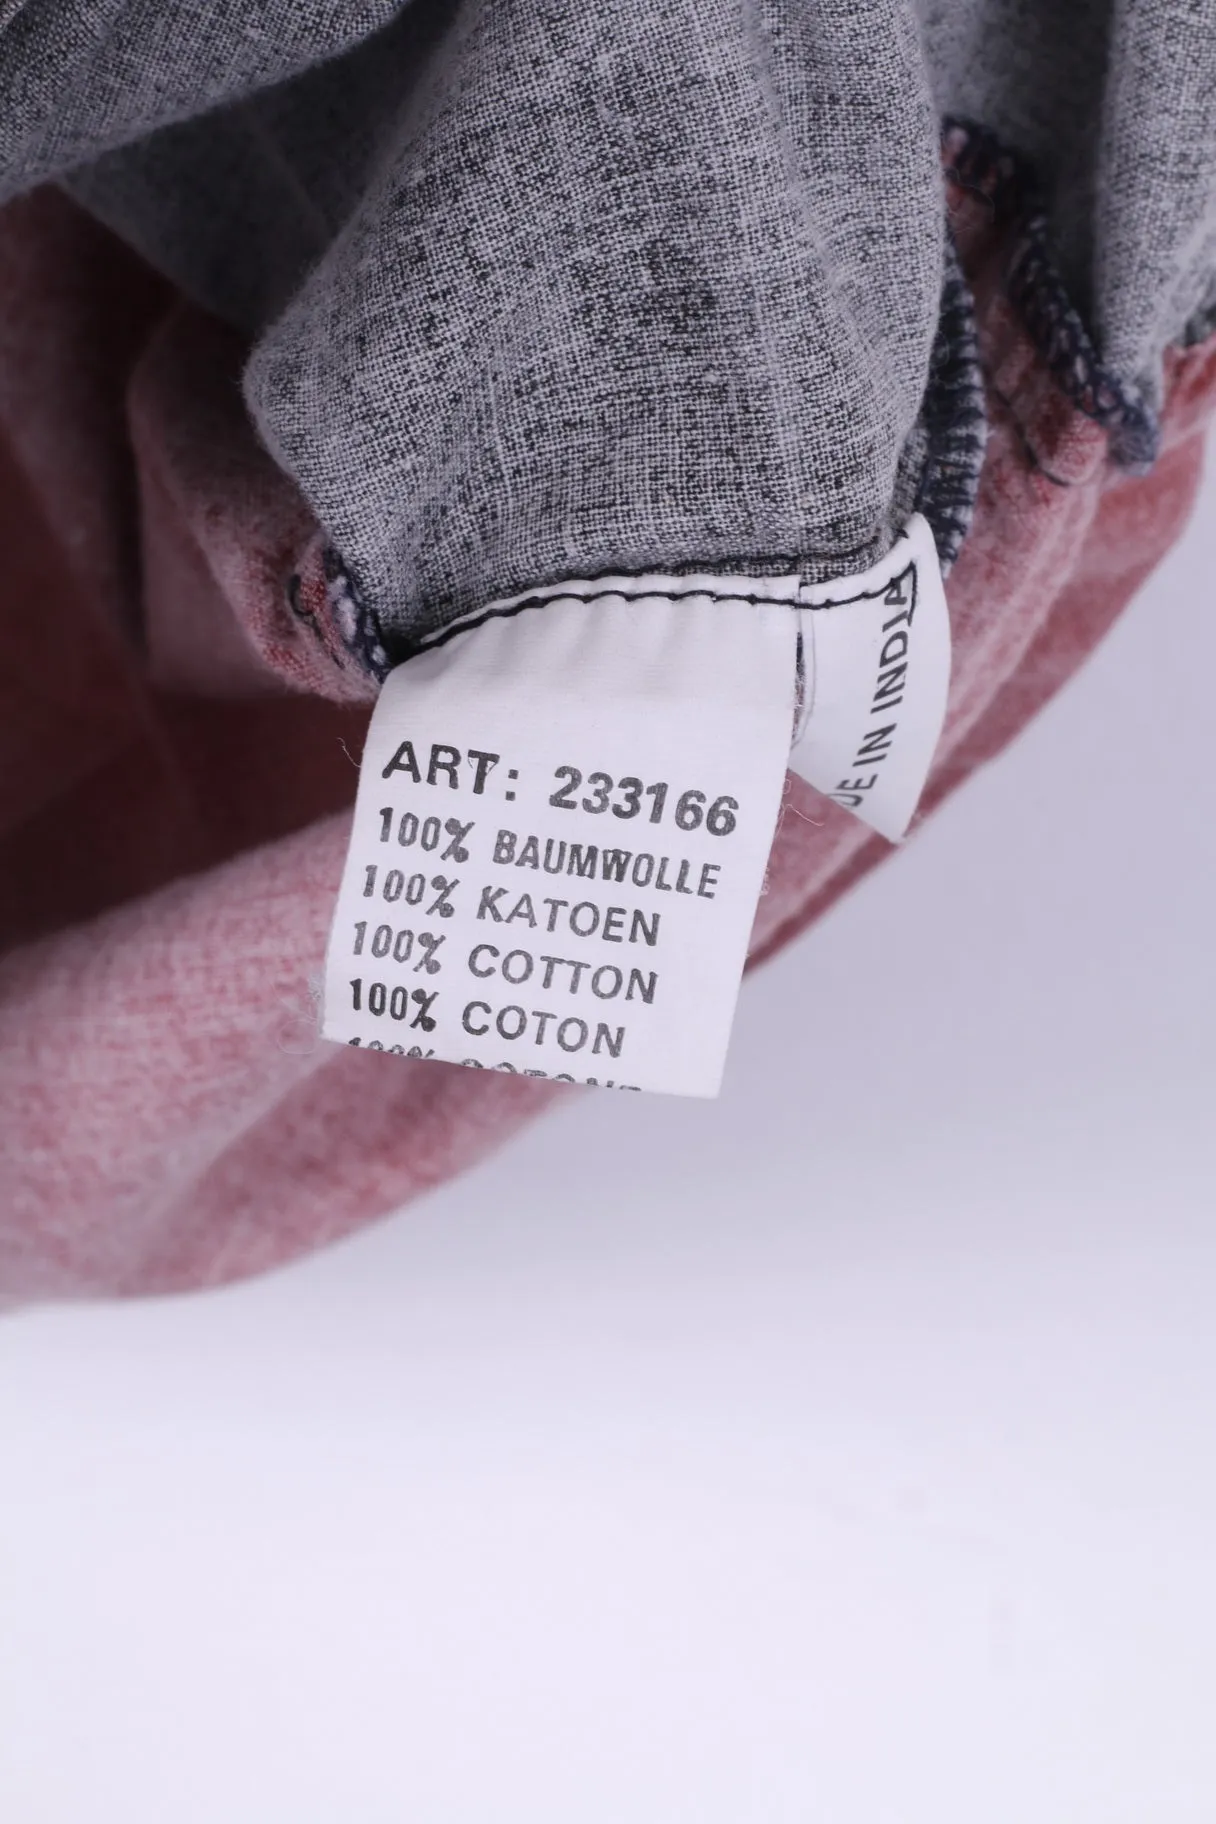 ART: 233166
100% BAUMWOLLE
100% KATOEN
100% COTTON
100% COTON
IN INDIA